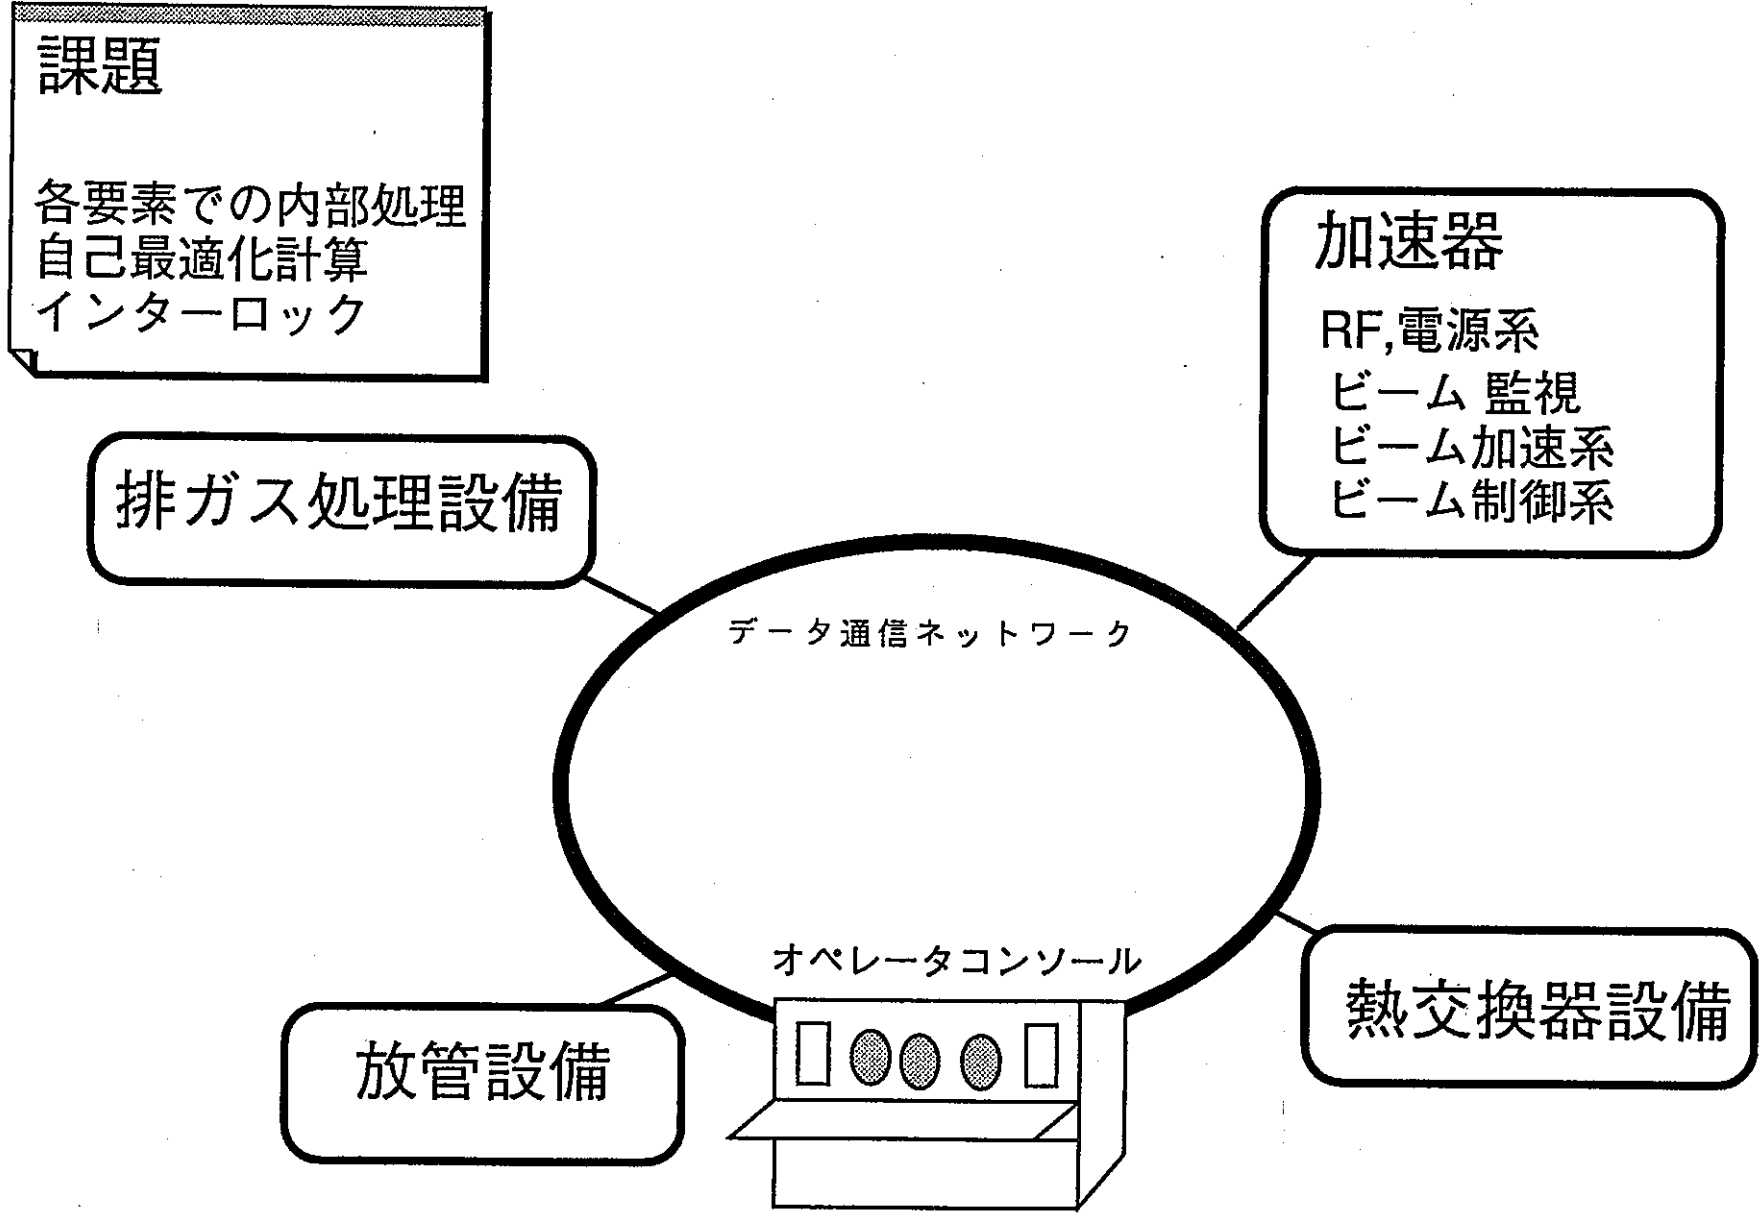 課題
各要素での内部処理
自己最適化計算
インターロック
加速器
RF,電源系
ビーム 監視
ビーム加速系
ビーム制御系
排ガス処理設備
データ通信ネットワーク
オペレータコンソール
熱交換器設備
放管設備